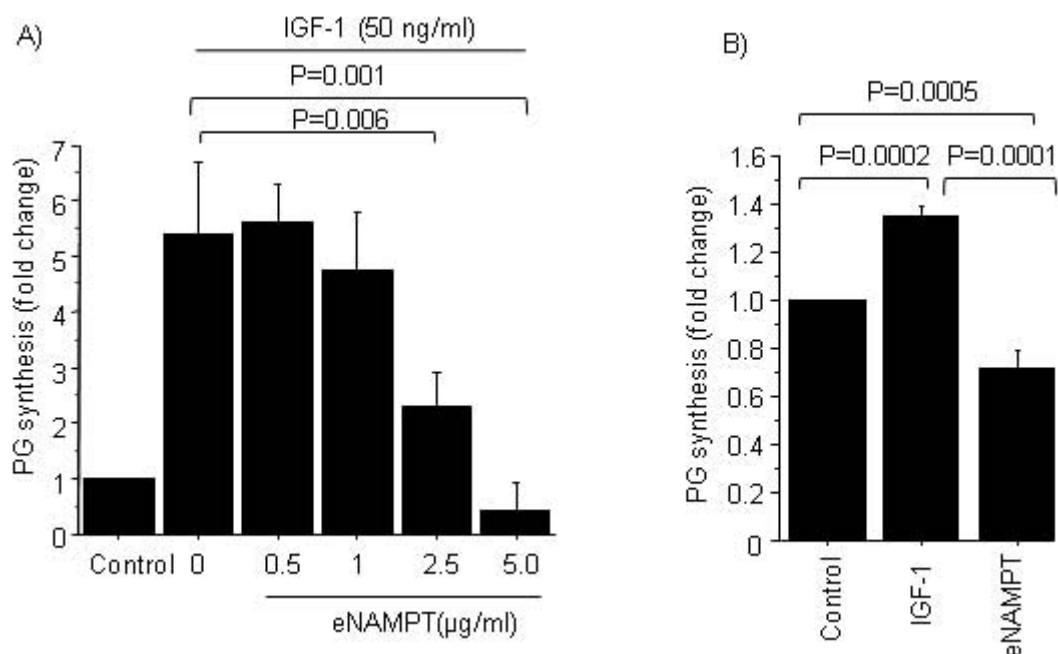 A)
IGF-1 (50 ng/ml)
P=0.001
P=0.006
PG synthesis (fold change)
7
6
5
4
3
2
1
0
Control 0 0.5 1 2.5 5.0
eNAMPT(µg/ml)
B)
P=0.0005
P=0.0002 P=0.0001
PG synthesis (fold change)
1.6
1.4
1.2
1.0
0.8
0.6
0.4
0.2
0
Control
IGF-1
eNAMPT